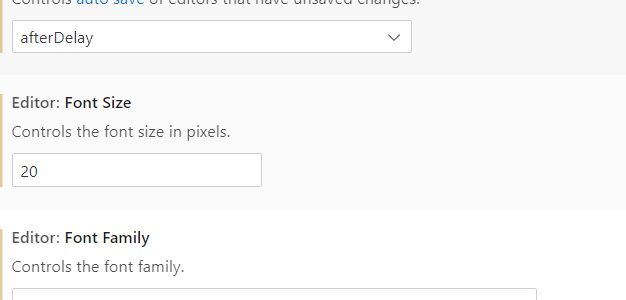 Controls auto save of editors that have unsaved changes.
afterDelay
Editor: Font Size
Controls the font size in pixels.
20
Editor: Font Family
Controls the font family.